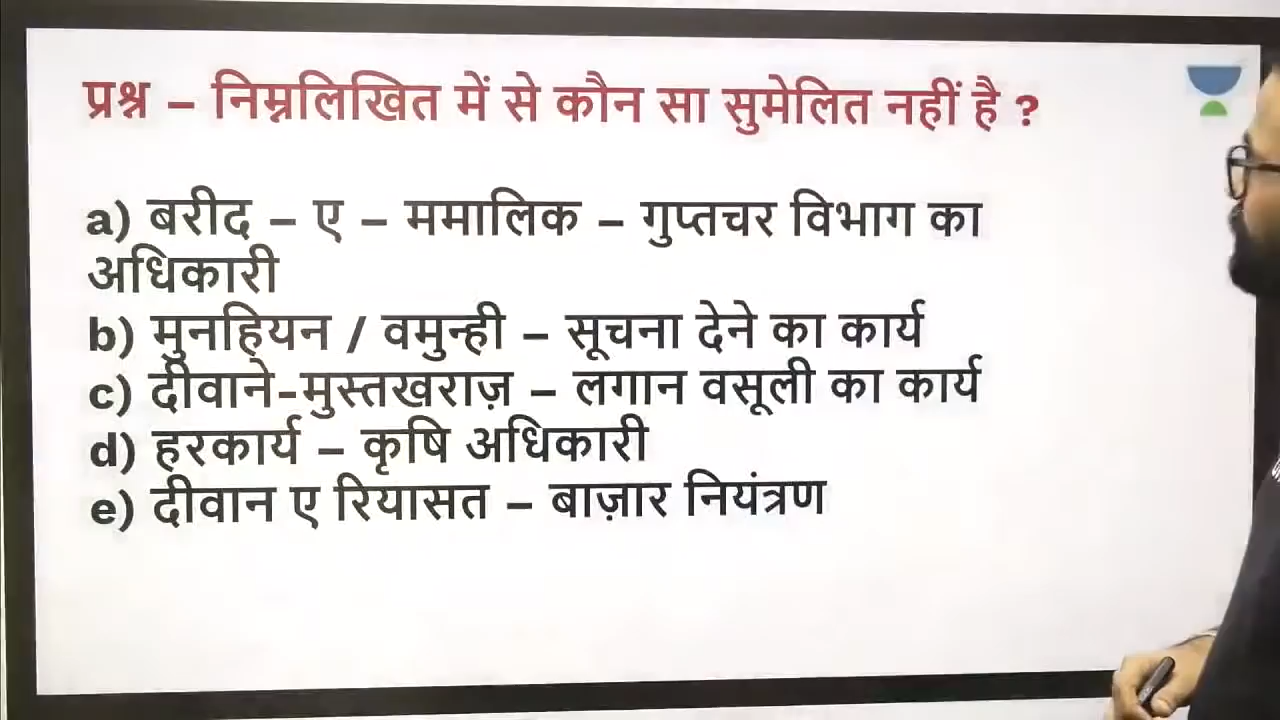 प्रश्न – निम्नलिखित में से कौन सा सुमेलित नहीं है ?
a) बरीद – ए – ममालिक – गुप्तचर विभाग का
अधिकारी
b) मुनहियन / वमुन्ही – सूचना देने का कार्य
c) दीवाने-मुस्तखराज़ – लगान वसूली का कार्य
d) हरकार्य – कृषि अधिकारी
e) दीवान ए रियासत – बाज़ार नियंत्रण